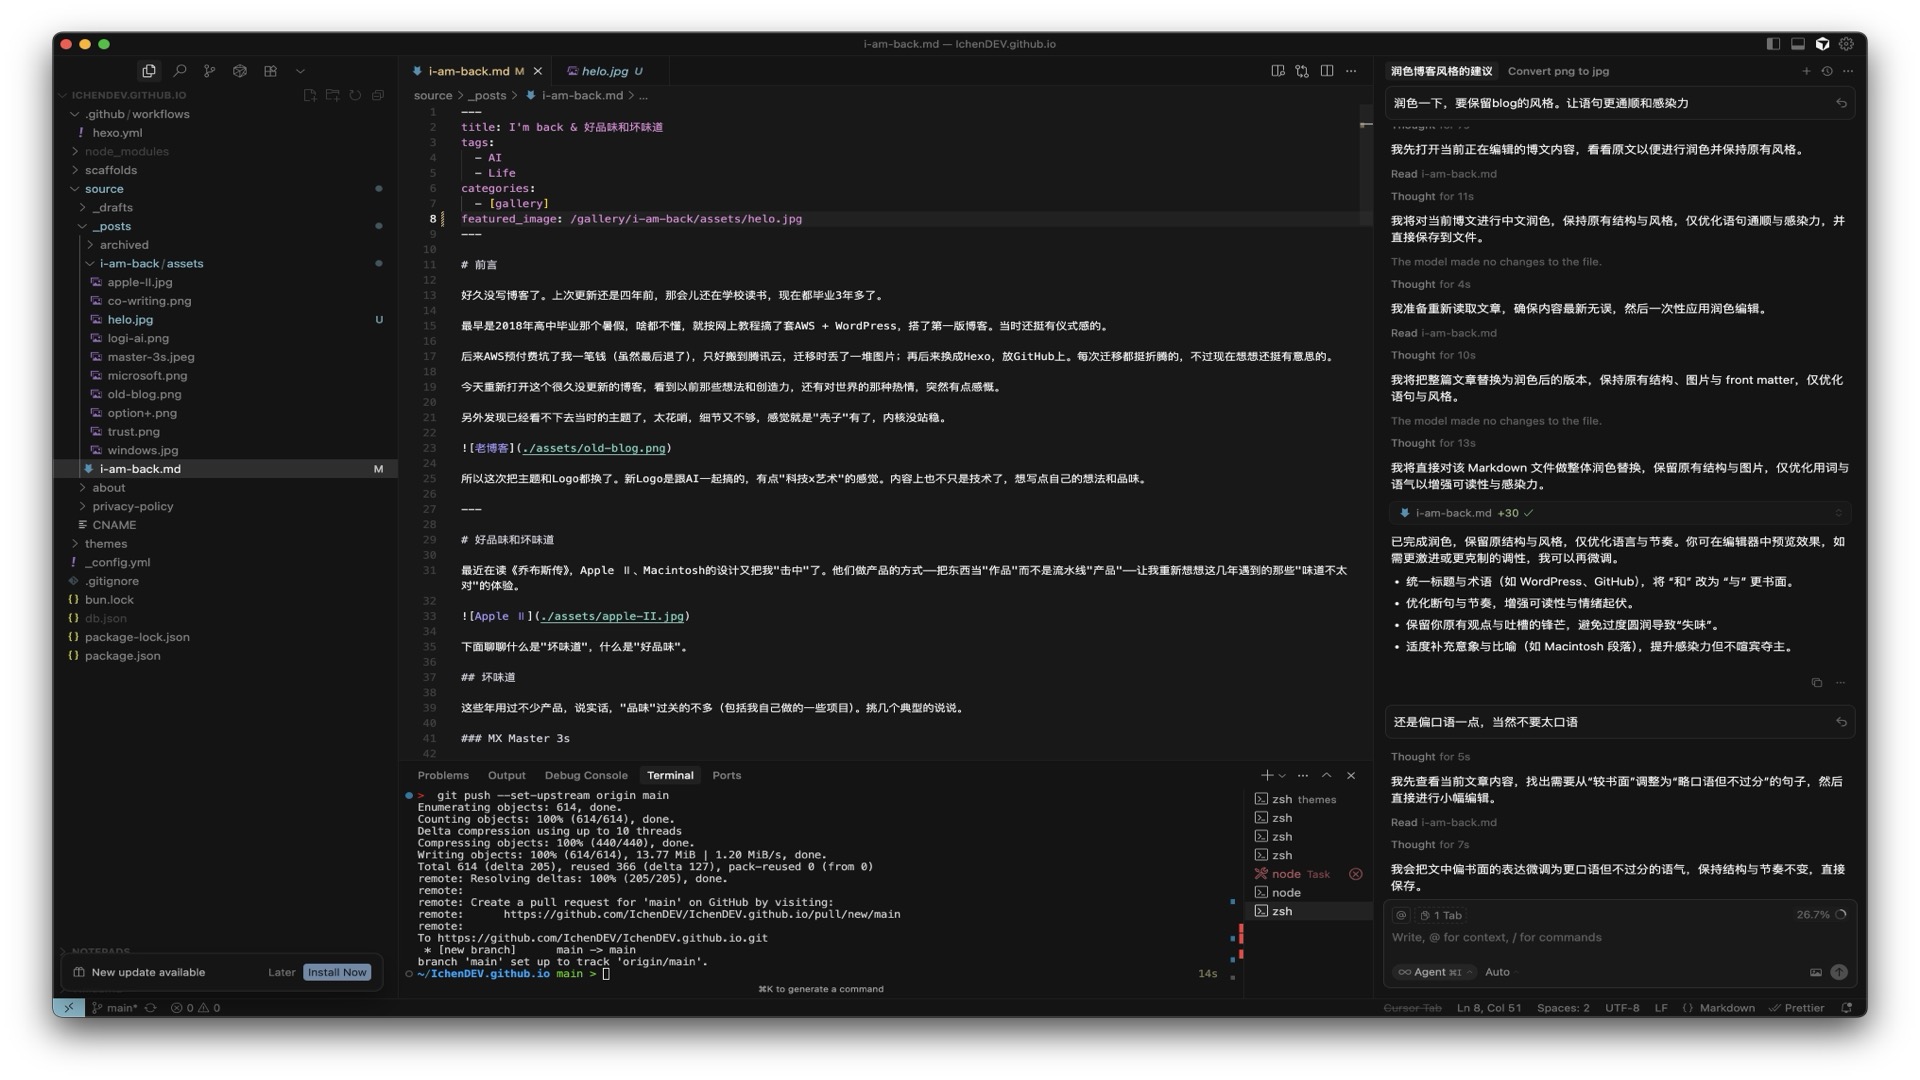 i-am-back.md — IchenDEV.github.io
ICHENDEV.GITHUB.IO
.github/workflows
hexo.yml
node_modules
scaffolds
source
_drafts
_posts
archived
i-am-back/assets
apple-II.jpg
co-writing.png
helo.jpg U
logi-ai.png
master-3s.jpeg
microsoft.png
old-blog.png
option+.png
trust.png
windows.jpg
i-am-back.md M
about
privacy-policy
CNAME
themes
_config.yml
.gitignore
bun.lock
db.json
package-lock.json
package.json
NOTEPADS
New update available Later Install Now
i-am-back.md M
helo.jpg U
source > _posts > i-am-back.md > ...
1 ---
2 title: I'm back & 好品味和坏味道
3 tags:
4 - AI
5 - Life
6 categories:
7 - [gallery]
8 featured_image: /gallery/i-am-back/assets/helo.jpg
9 ---
10
11 # 前言
12
13 好久没写博客了。上次更新还是四年前，那会儿还在学校读书，现在都毕业3年多了。
14
15 最早是2018年高中毕业那个暑假，啥都不懂，就按网上教程搞了套AWS + WordPress，搭了第一版博客。当时还挺有仪式感的。
16
17 后来AWS预付费坑了我一笔钱（虽然最后退了），只好搬到腾讯云，迁移时丢了一堆图片；再后来换成Hexo，放GitHub上。每次迁移都挺折腾的，不过现在想想还挺有意思的。
18
19 今天重新打开这个很久没更新的博客，看到以前那些想法和创造力，还有对世界的那种热情，突然有点感慨。
20
21 另外发现已经看不下去当时的主题了，太花哨，细节又不够，感觉就是"壳子"有了，内核没站稳。
22
23 ![老博客](./assets/old-blog.png)
24
25 所以这次把主题和Logo都换了。新Logo是跟AI一起搞的，有点"科技x艺术"的感觉。内容上也不只是技术了，想写点自己的想法和品味。
26
27 ---
28
29 # 好品味和坏味道
30
31 最近在读《乔布斯传》，Apple Ⅱ、Macintosh的设计又把我"击中"了。他们做产品的方式——把东西当"作品"而不是流水线"产品"——让我重新想想这几年遇到的那些"味道不太
对"的体验。
32
33 ![Apple Ⅱ](./assets/apple-II.jpg)
34
35 下面聊聊什么是"坏味道"，什么是"好品味"。
36
37 ## 坏味道
38
39 这些年用过不少产品，说实话，"品味"过关的不多（包括我自己做的一些项目）。挑几个典型的说说。
40
41 ### MX Master 3s
42
Problems Output Debug Console Terminal Ports
> git push --set-upstream origin main
Enumerating objects: 614, done.
Counting objects: 100% (614/614), done.
Delta compression using up to 10 threads
Compressing objects: 100% (440/440), done.
Writing objects: 100% (614/614), 13.77 MiB | 1.20 MiB/s, done.
Total 614 (delta 205), reused 366 (delta 127), pack-reused 0 (from 0)
remote: Resolving deltas: 100% (205/205), done.
remote:
remote: Create a pull request for 'main' on GitHub by visiting:
remote: https://github.com/IchenDEV/IchenDEV.github.io/pull/new/main
remote:
To https://github.com/IchenDEV/IchenDEV.github.io.git
* [new branch] main -> main
branch 'main' set up to track 'origin/main'.
~/IchenDEV.github.io main > 14s
⌘K to generate a command
zsh themes
zsh
zsh
zsh
node Task
node
zsh
润色博客风格的建议 Convert png to jpg
润色一下，要保留blog的风格。让语句更通顺和感染力
Thought for 7s
我先打开当前正在编辑的博文内容，看看原文以便进行润色并保持原有风格。
Read i-am-back.md
Thought for 11s
我将对当前博文进行中文润色，保持原有结构与风格，仅优化语句通顺与感染力，并
直接保存到文件。
The model made no changes to the file.
Thought for 4s
我准备重新读取文章，确保内容最新无误，然后一次性应用润色编辑。
Read i-am-back.md
Thought for 10s
我将把整篇文章替换为润色后的版本，保持原有结构、图片与 front matter，仅优化
语句与风格。
The model made no changes to the file.
Thought for 13s
我将直接对该 Markdown 文件做整体润色替换，保留原有结构与图片，仅优化用词与
语气以增强可读性与感染力。
i-am-back.md +30
已完成润色，保留原结构与风格，仅优化语言与节奏。你可在编辑器中预览效果，如
需更激进或更克制的调性，我可以再微调。
• 统一标题与术语（如 WordPress、GitHub），将 “和” 改为 “与” 更书面。
• 优化断句与节奏，增强可读性与情绪起伏。
• 保留你原有观点与吐槽的锋芒，避免过度圆润导致“失味”。
• 适度补充意象与比喻（如 Macintosh 段落），提升感染力但不喧宾夺主。
还是偏口语一点，当然不要太口语
Thought for 5s
我先查看当前文章内容，找出需要从“较书面”调整为“略口语但不过分”的句子，然后
直接进行小幅编辑。
Read i-am-back.md
Thought for 7s
我会把文中偏书面的表达微调为更口语但不过分的语气，保持结构与节奏不变，直接
保存。
@ 1 Tab 26.7%
Write, @ for context, / for commands
∞ Agent ⌘I Auto
main* 0 0
Cursor Tab Ln 8, Col 51 Spaces: 2 UTF-8 LF {} Markdown Prettier